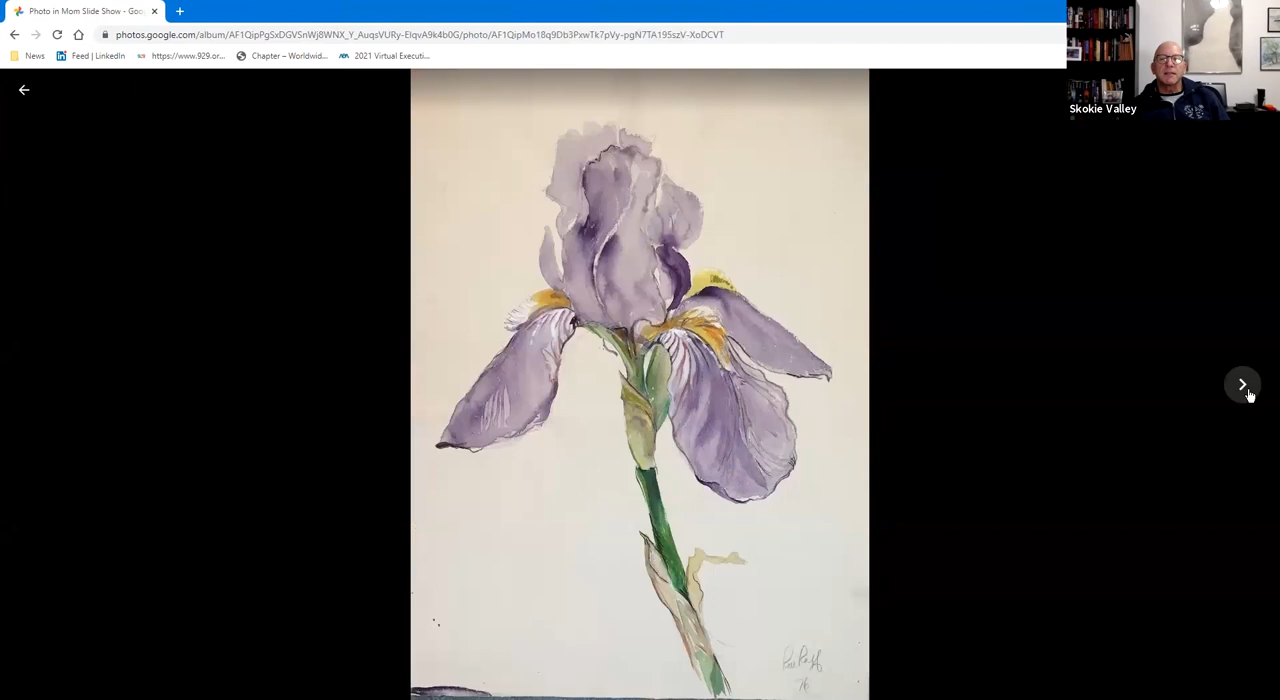 Photo in Mom Slide Show - Goo
photos.google.com/album/AF1QipPgSxDGVSnWj8WNX_Y_AuqsVURy-ElqvA9k4b0G/photo/AF1QipMo18q9Db3PxwTk7pVy-pgN7TA195szV-XoDCVT
News
Feed | LinkedIn
https://www.929.or...
Chapter – Worldwid...
2021 Virtual Executi...
Skokie Valley
76